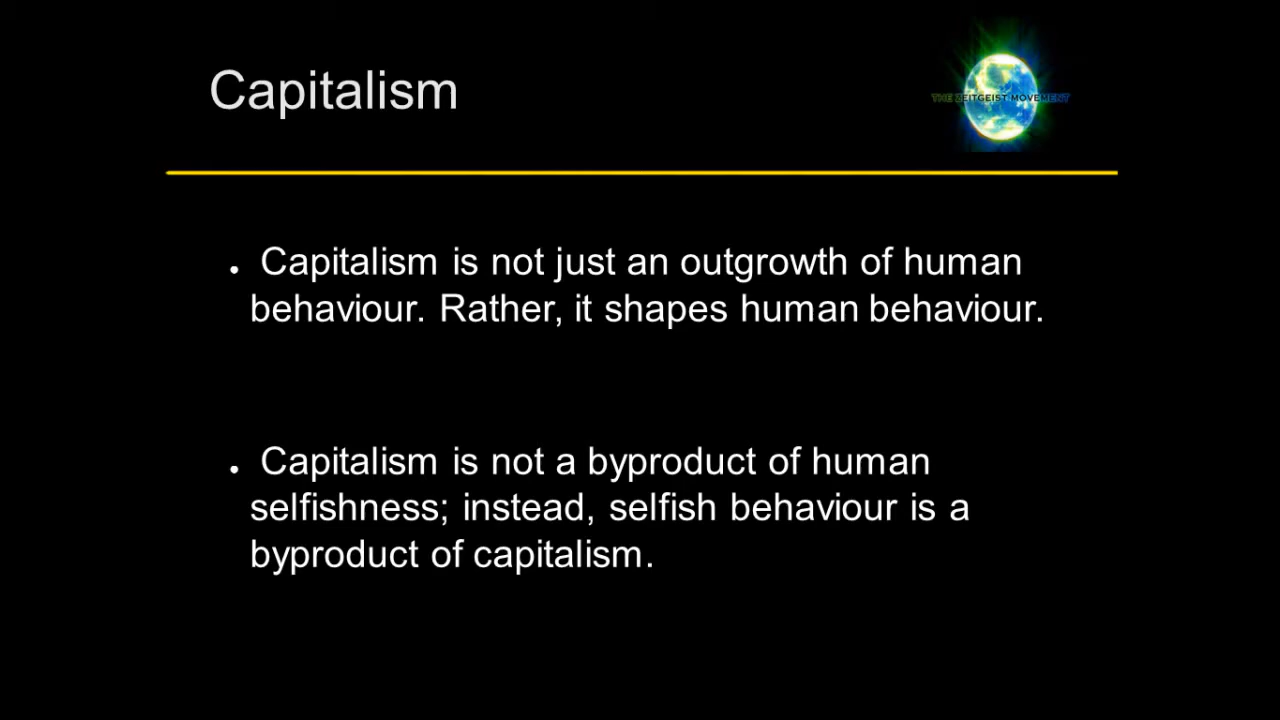 Capitalism
THE ZEITGEIST MOVEMENT
● Capitalism is not just an outgrowth of human
behaviour. Rather, it shapes human behaviour.
● Capitalism is not a byproduct of human
selfishness; instead, selfish behaviour is a
byproduct of capitalism.